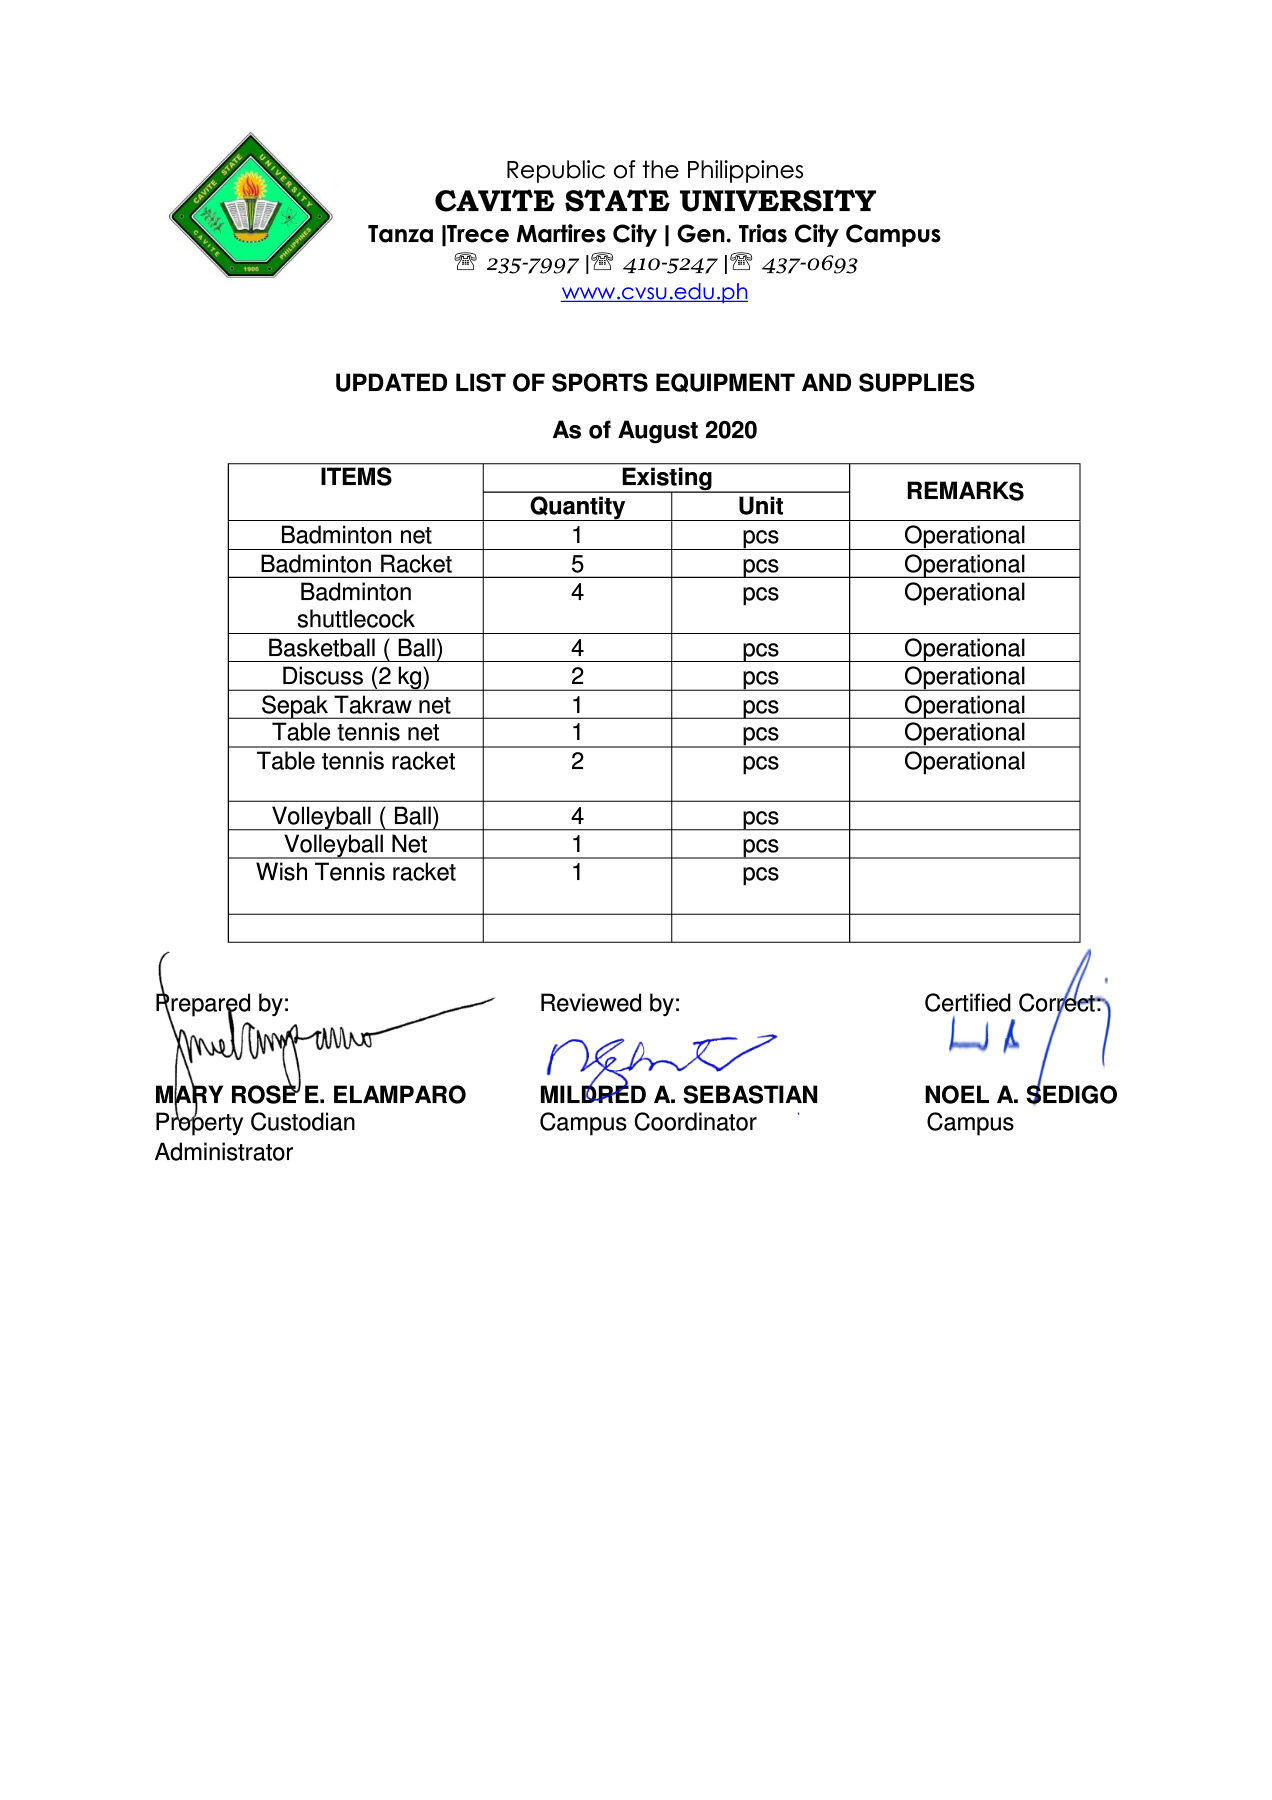 CAVITE STATE UNIVERSITY
CAVITE PHILIPPINES
1906
Republic of the Philippines
CAVITE STATE UNIVERSITY
Tanza |Trece Martires City | Gen. Trias City Campus
☏ 235-7997 |☏ 410-5247 |☏ 437-0693
www.cvsu.edu.ph
UPDATED LIST OF SPORTS EQUIPMENT AND SUPPLIES
As of August 2020
ITEMS Existing REMARKS
Quantity Unit
Badminton net 1 pcs Operational
Badminton Racket 5 pcs Operational
Badminton 4 pcs Operational
shuttlecock
Basketball ( Ball) 4 pcs Operational
Discuss (2 kg) 2 pcs Operational
Sepak Takraw net 1 pcs Operational
Table tennis net 1 pcs Operational
Table tennis racket 2 pcs Operational
Volleyball ( Ball) 4 pcs
Volleyball Net 1 pcs
Wish Tennis racket 1 pcs
Prepared by: Reviewed by: Certified Correct:
MARY ROSE E. ELAMPARO MILDRED A. SEBASTIAN NOEL A. SEDIGO
Property Custodian Campus Coordinator Campus
Administrator